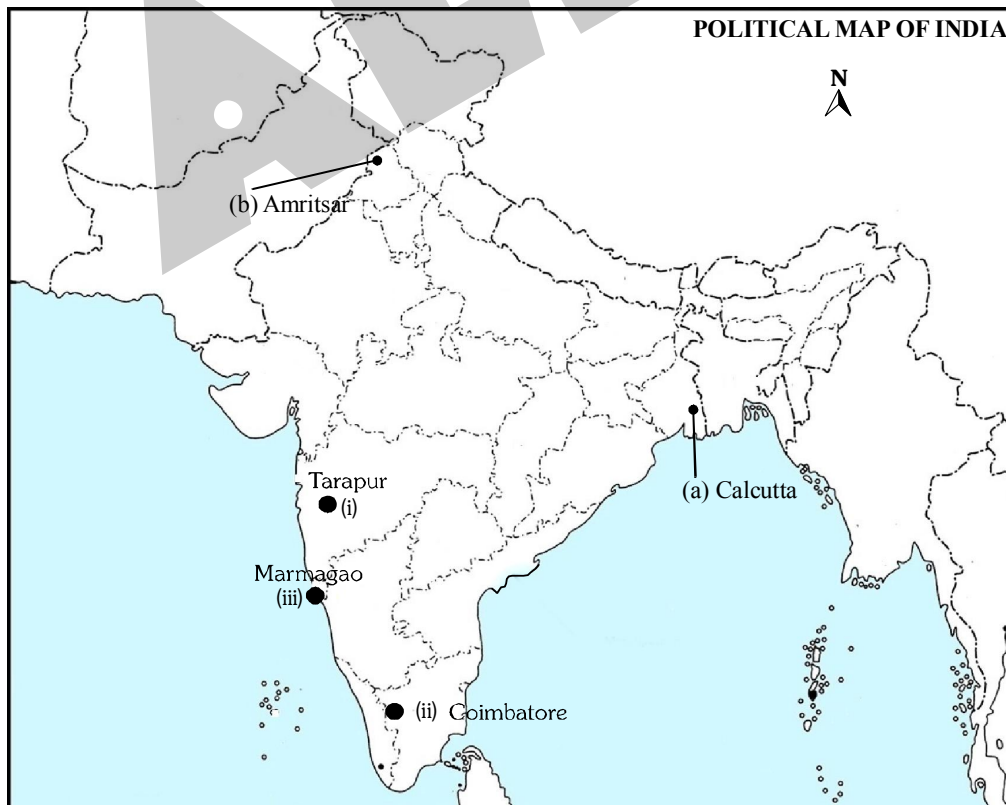 POLITICAL MAP OF INDIA
N
(b) Amritsar
Tarapur
(i)
(a) Calcutta
Marmagao
(iii)
(ii) Coimbatore